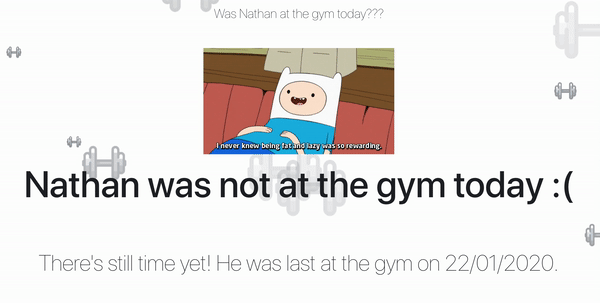 Was Nathan at the gym today???
I never knew being fat and lazy was so rewarding.
Nathan was not at the gym today :(
There's still time yet! He was last at the gym on 22/01/2020.